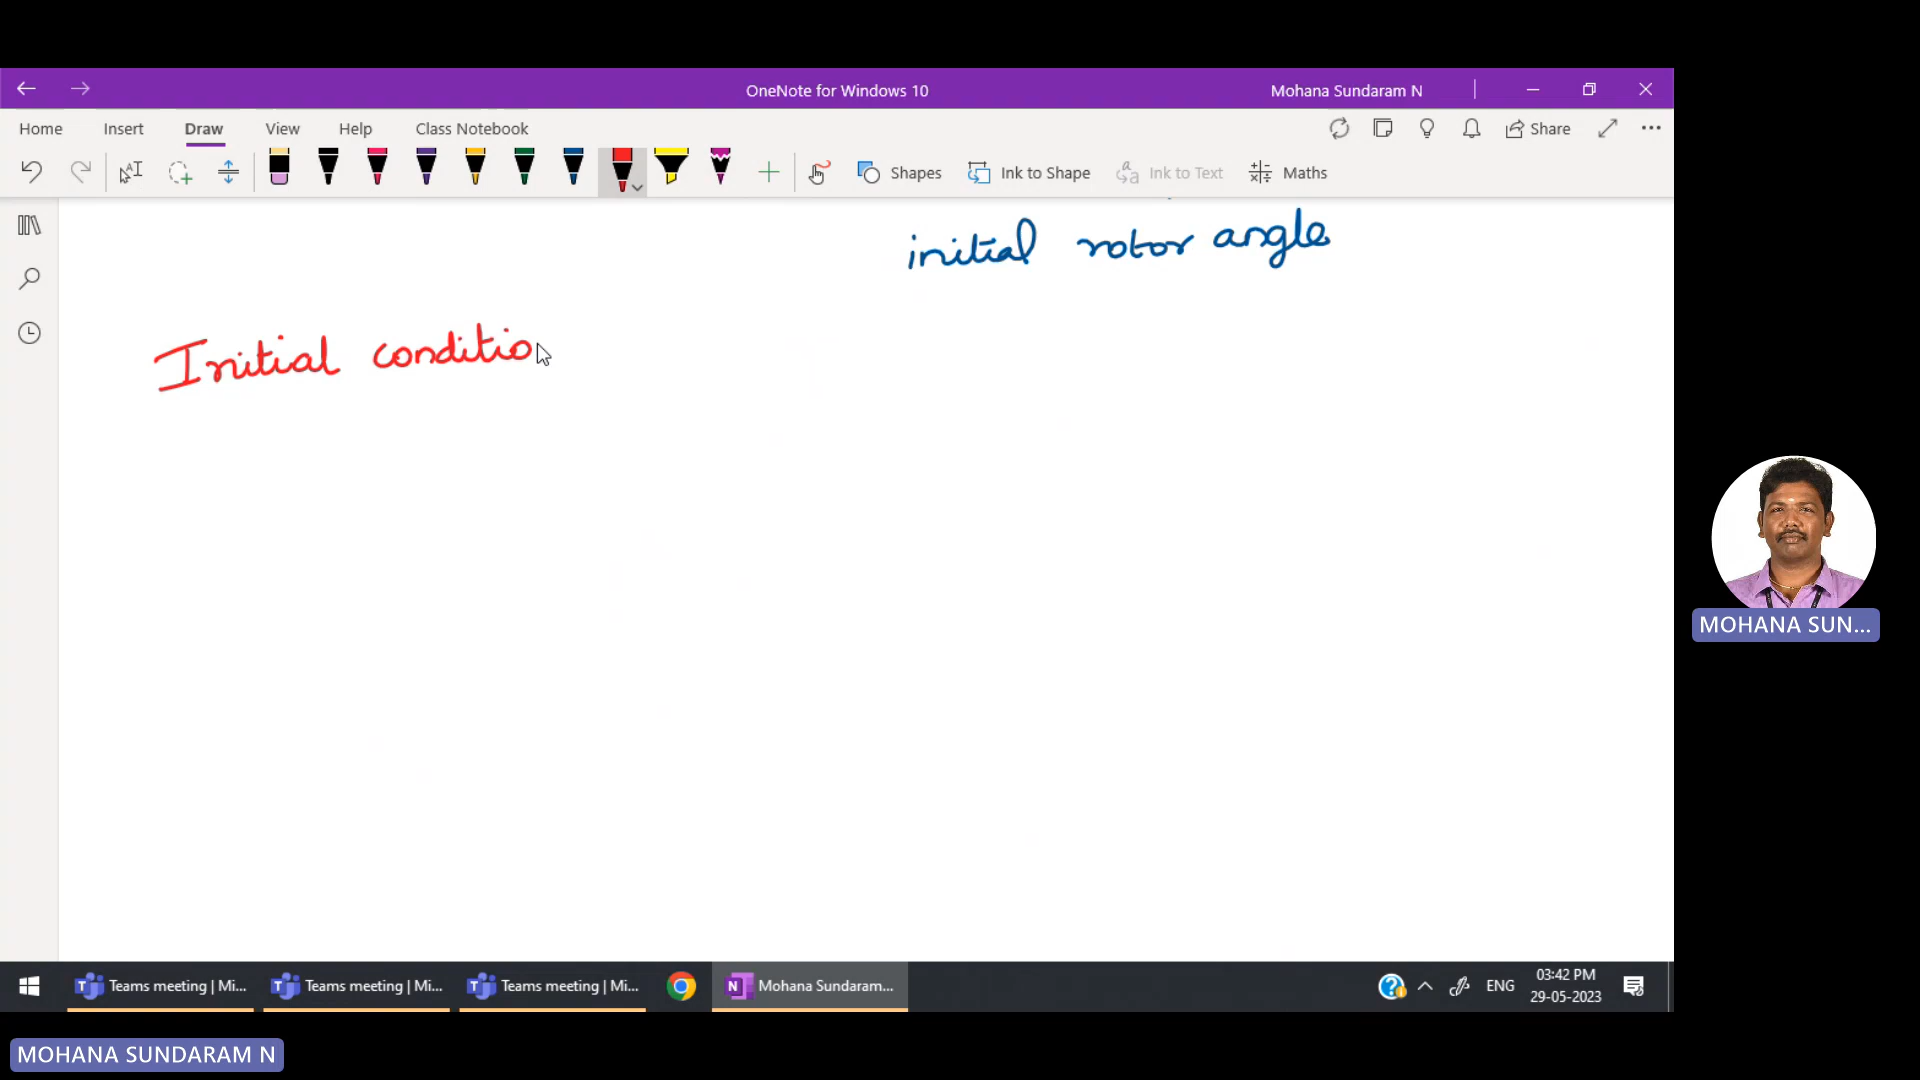 OneNote for Windows 10
Mohana Sundaram N
Home Insert Draw View Help Class Notebook
Share
Shapes Ink to Shape Ink to Text Maths
initial rotor angle
Initial conditio
MOHANA SUN...
Teams meeting | Mi... Teams meeting | Mi... Teams meeting | Mi... Mohana Sundaram... ENG 03:42 PM
29-05-2023
MOHANA SUNDARAM N